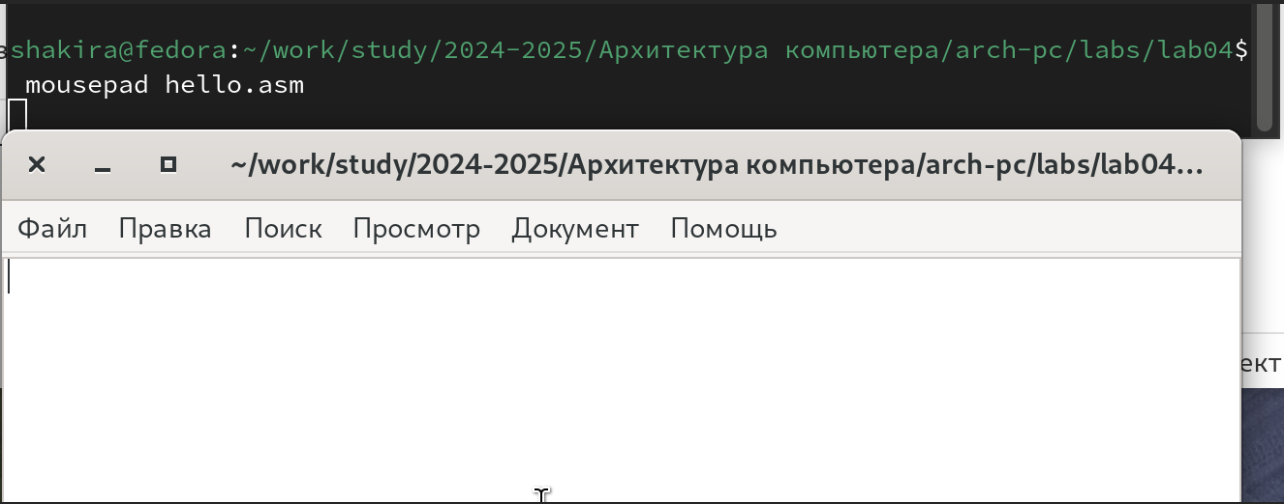 shakira@fedora:~/work/study/2024-2025/Архитектура компьютера/arch-pc/labs/lab04$
mousepad hello.asm
~/work/study/2024-2025/Архитектура компьютера/arch-pc/labs/lab04...
Файл Правка Поиск Просмотр Документ Помощь
ект